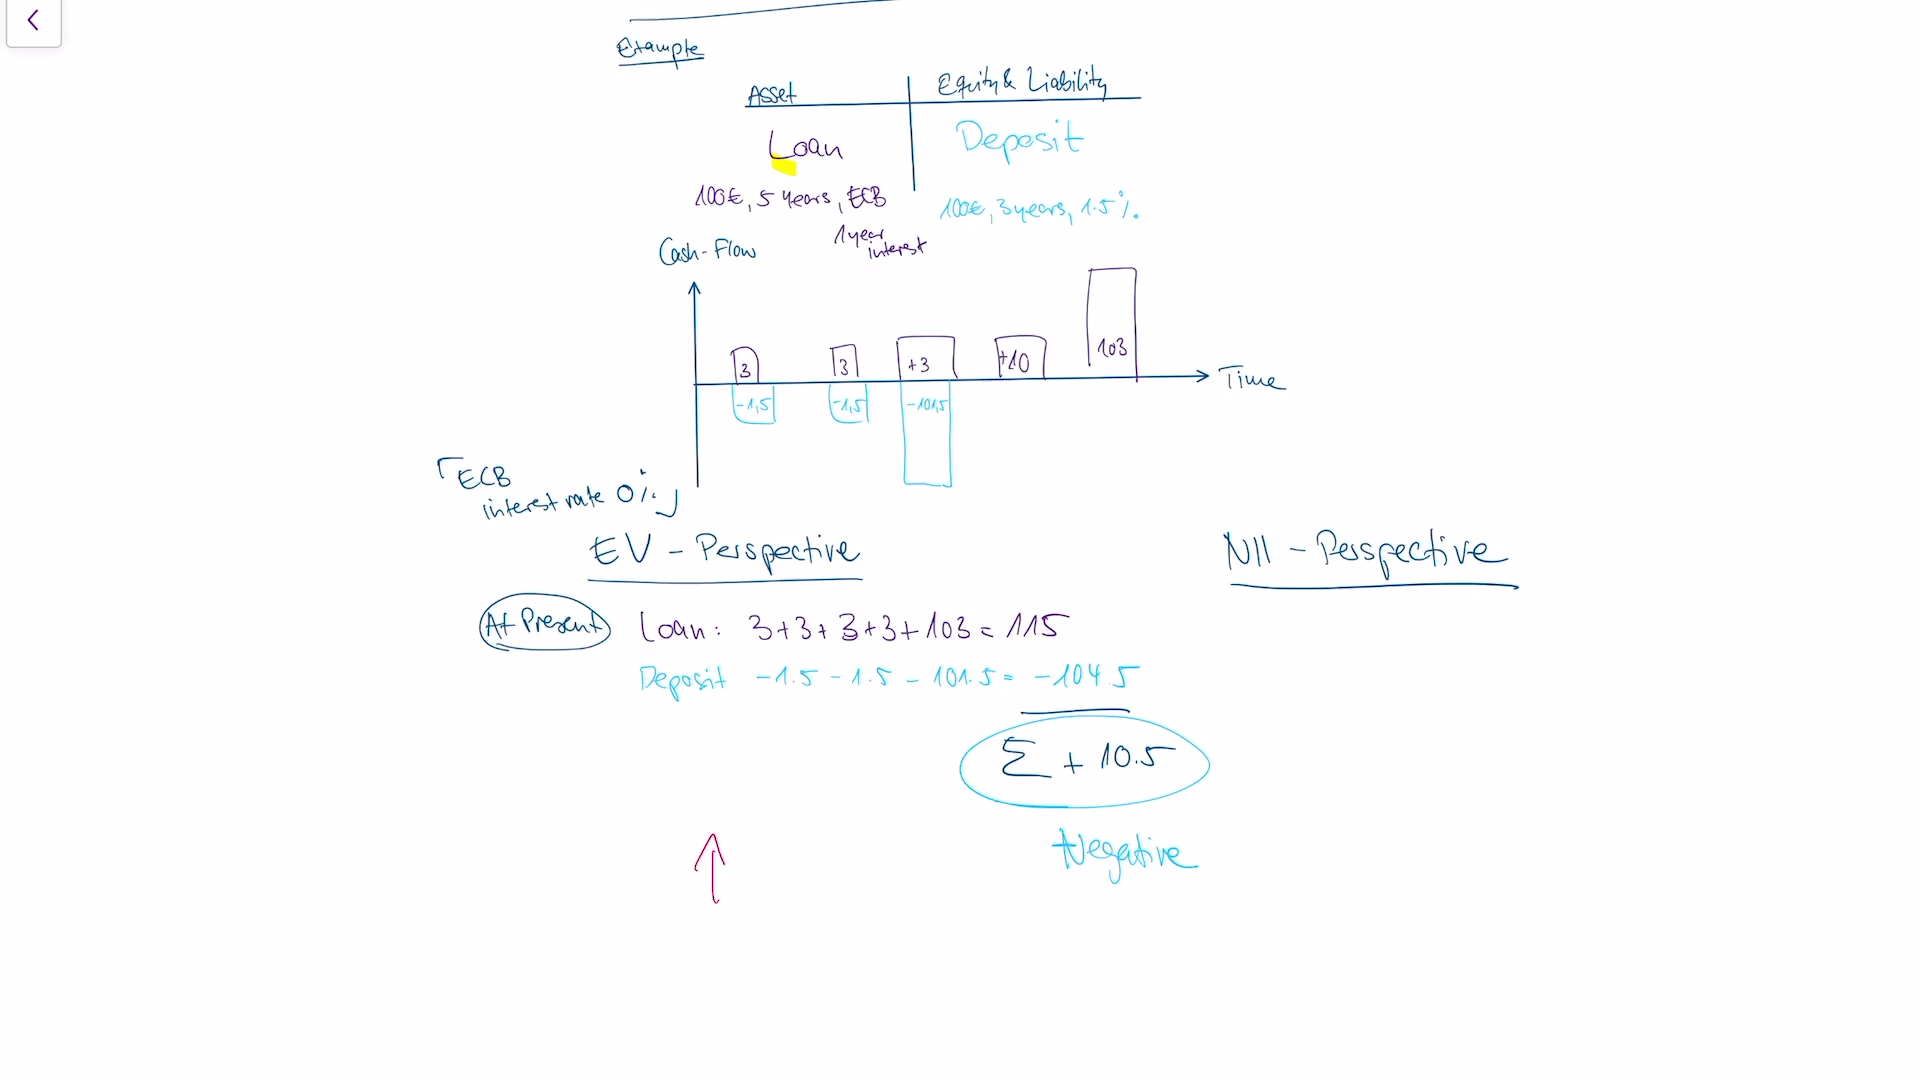 Example
Asset
Equity & Liability
Loan
Deposit
100€, 5 years, ECB
1 year
interest
100€, 3 years, 1.5%
Cash-Flow
3
3
+3
+10
103
-1,5
-1,5
-101,5
Time
ECB
interest rate 0%
EV - Perspective
NII - Perspective
At Present
Loan: 3+3+3+3+103 = 115
Deposit -1.5 -1.5 - 101.5 = -104.5
Σ + 10.5
Negative